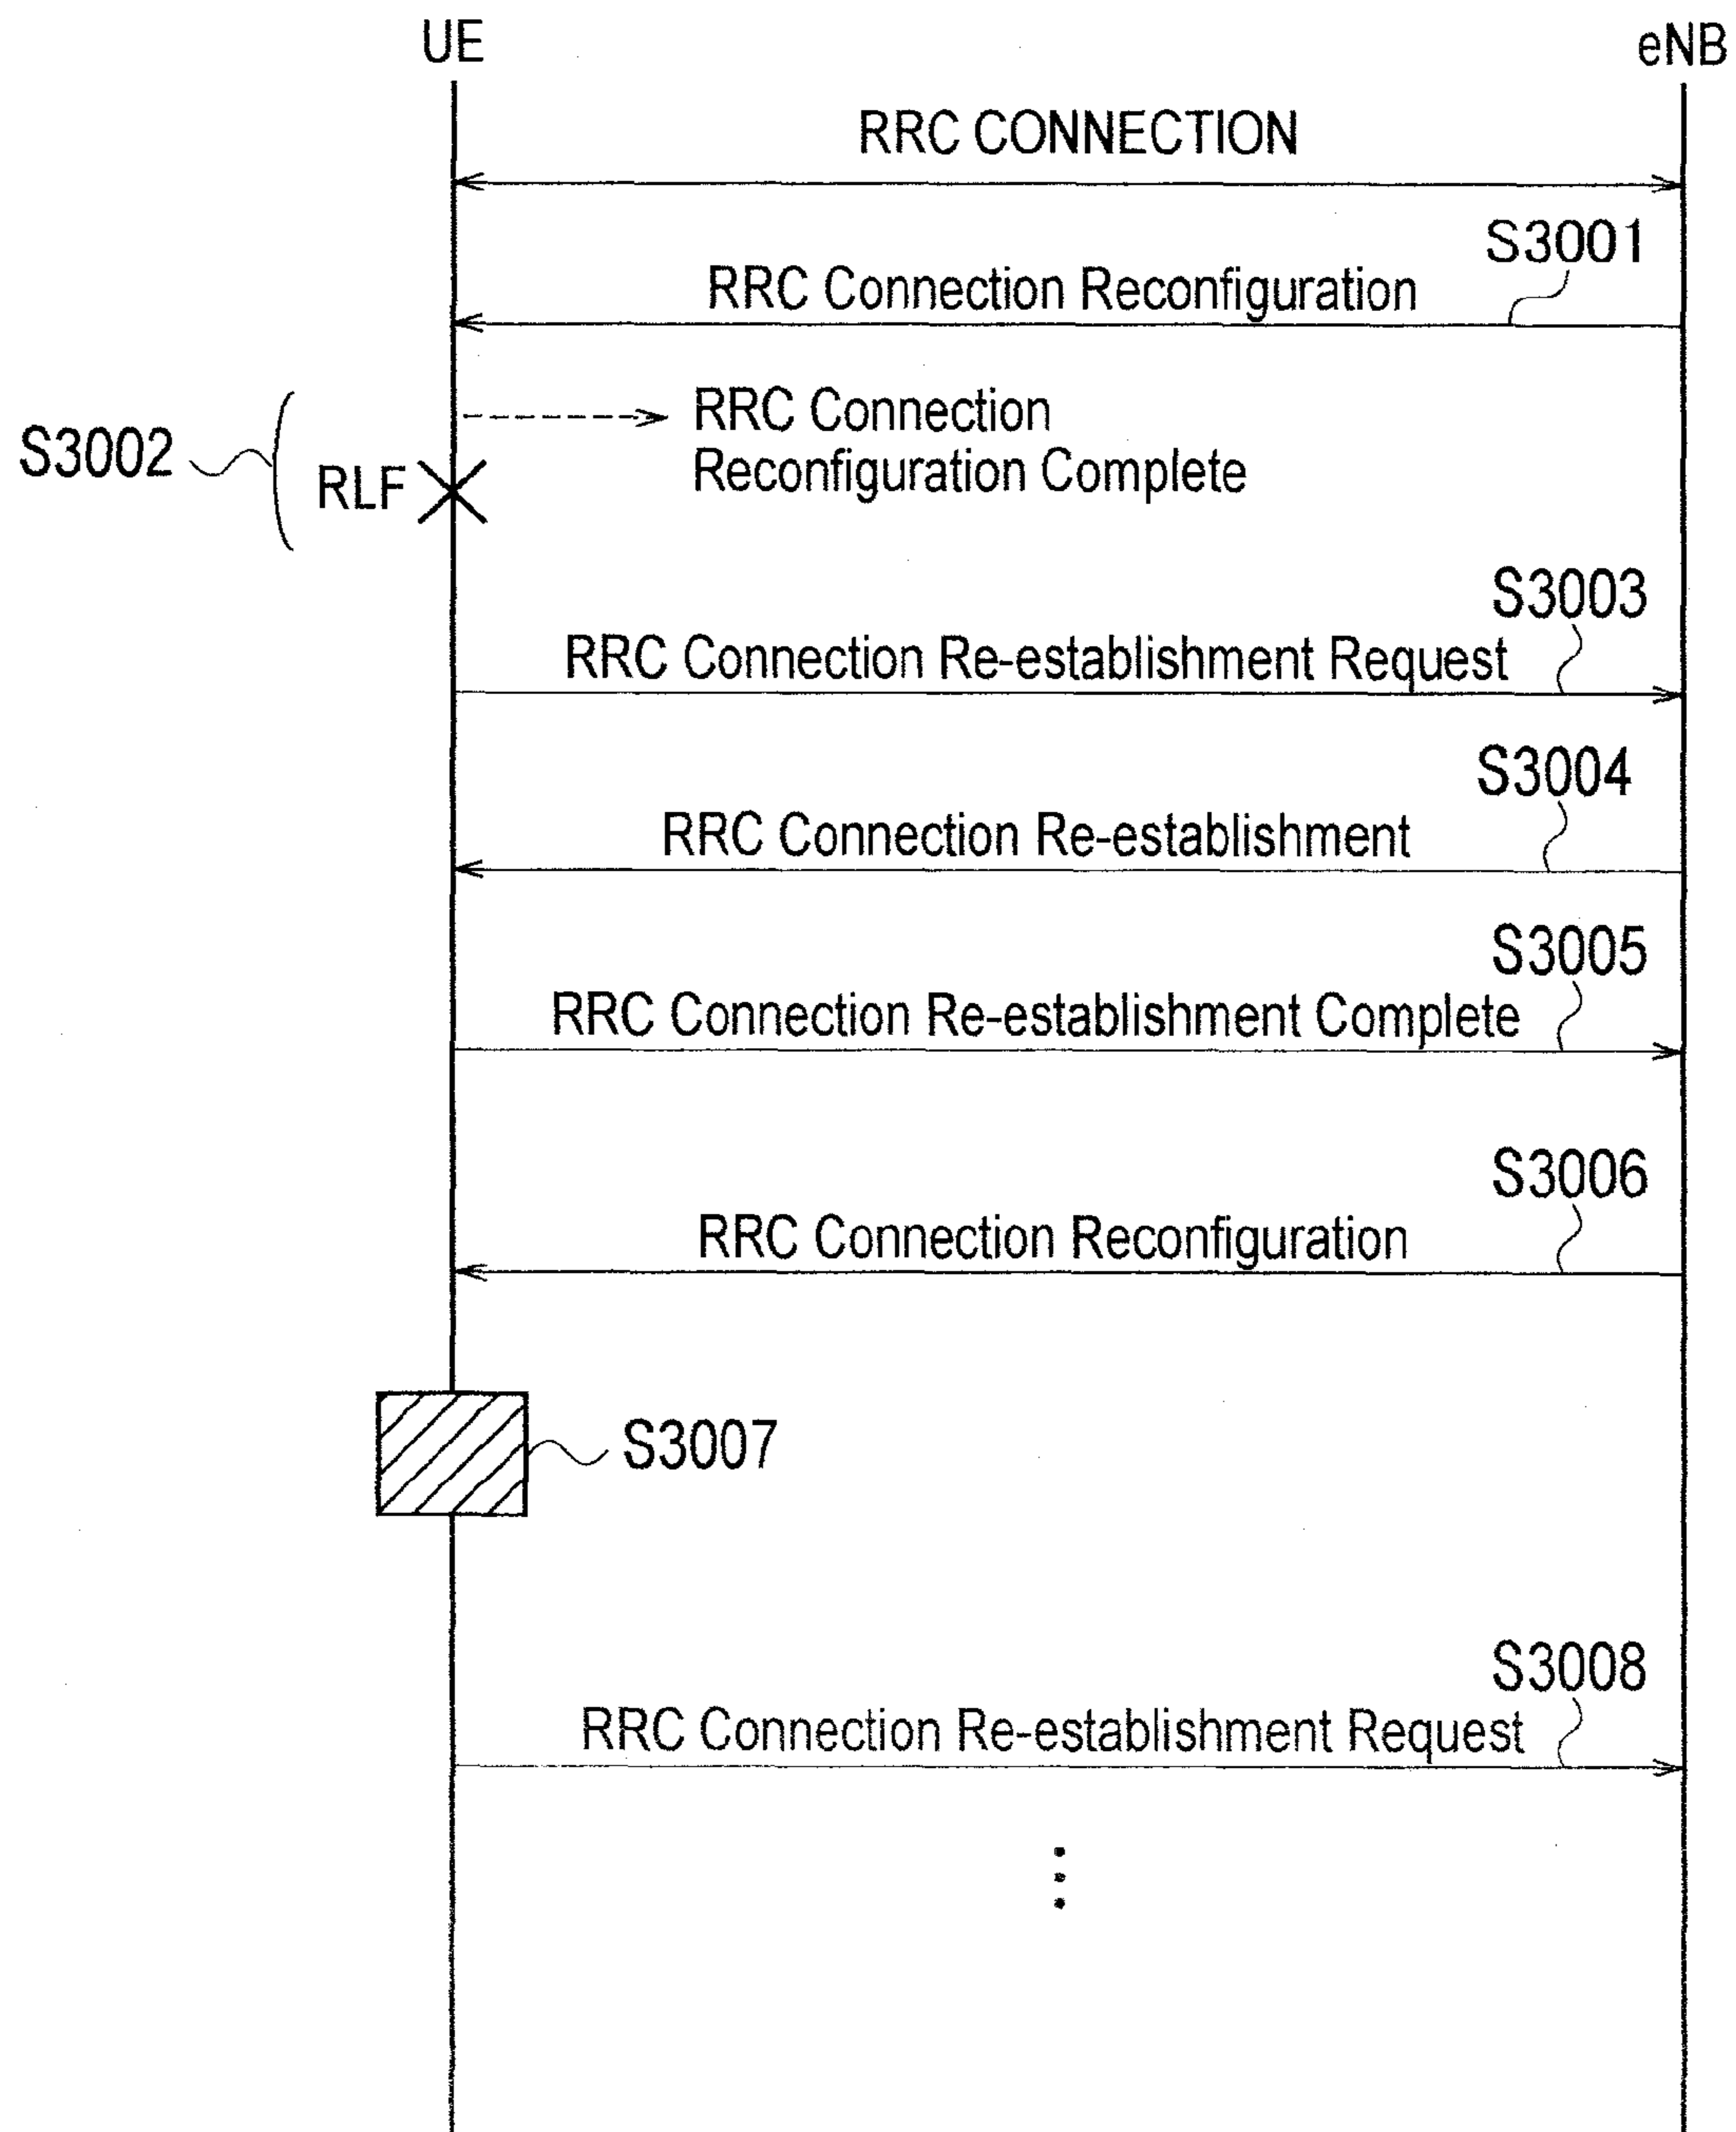 UE
eNB
RRC CONNECTION
S3001
RRC Connection Reconfiguration
RRC Connection
Reconfiguration Complete
S3002
RLF
S3003
RRC Connection Re-establishment Request
S3004
RRC Connection Re-establishment
S3005
RRC Connection Re-establishment Complete
S3006
RRC Connection Reconfiguration
S3007
S3008
RRC Connection Re-establishment Request